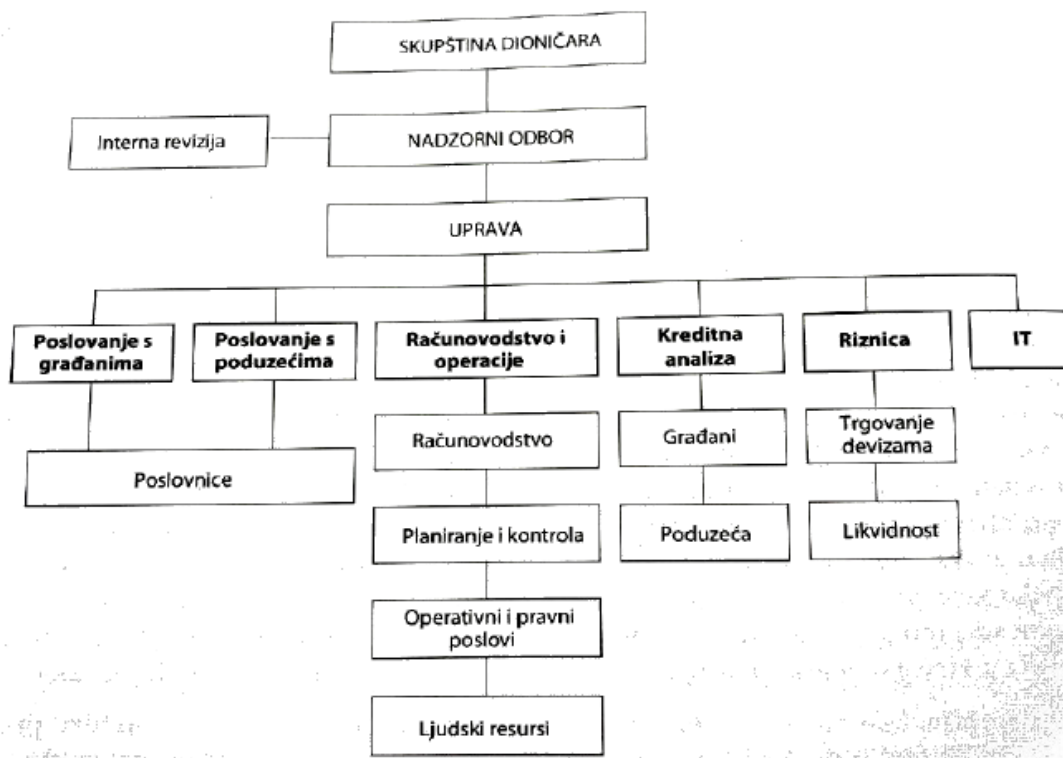 SKUPŠTINA DIONIČARA
Interna revizija
NADZORNI ODBOR
UPRAVA
Poslovanje s
građanima
Poslovanje s
poduzećima
Računovodstvo i
operacije
Kreditna
analiza
Riznica
IT
Poslovnice
Računovodstvo
Građani
Trgovanje
devizama
Planiranje i kontrola
Poduzeća
Likvidnost
Operativni i pravni
poslovi
Ljudski resursi